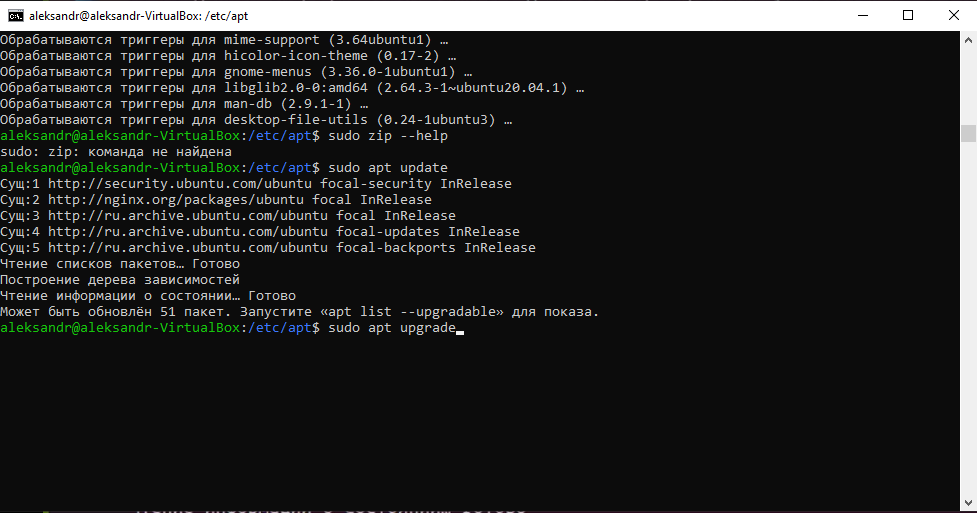 aleksandr@aleksandr-VirtualBox: /etc/apt
Обрабатываются триггеры для mime-support (3.64ubuntu1) …
Обрабатываются триггеры для hicolor-icon-theme (0.17-2) …
Обрабатываются триггеры для gnome-menus (3.36.0-1ubuntu1) …
Обрабатываются триггеры для libglib2.0-0:amd64 (2.64.3-1~ubuntu20.04.1) …
Обрабатываются триггеры для man-db (2.9.1-1) …
Обрабатываются триггеры для desktop-file-utils (0.24-1ubuntu3) …
aleksandr@aleksandr-VirtualBox:/etc/apt$ sudo zip --help
sudo: zip: команда не найдена
aleksandr@aleksandr-VirtualBox:/etc/apt$ sudo apt update
Сущ:1 http://security.ubuntu.com/ubuntu focal-security InRelease
Сущ:2 http://nginx.org/packages/ubuntu focal InRelease
Сущ:3 http://ru.archive.ubuntu.com/ubuntu focal InRelease
Сущ:4 http://ru.archive.ubuntu.com/ubuntu focal-updates InRelease
Сущ:5 http://ru.archive.ubuntu.com/ubuntu focal-backports InRelease
Чтение списков пакетов… Готово
Построение дерева зависимостей
Чтение информации о состоянии… Готово
Может быть обновлён 51 пакет. Запустите «apt list --upgradable» для показа.
aleksandr@aleksandr-VirtualBox:/etc/apt$ sudo apt upgrade